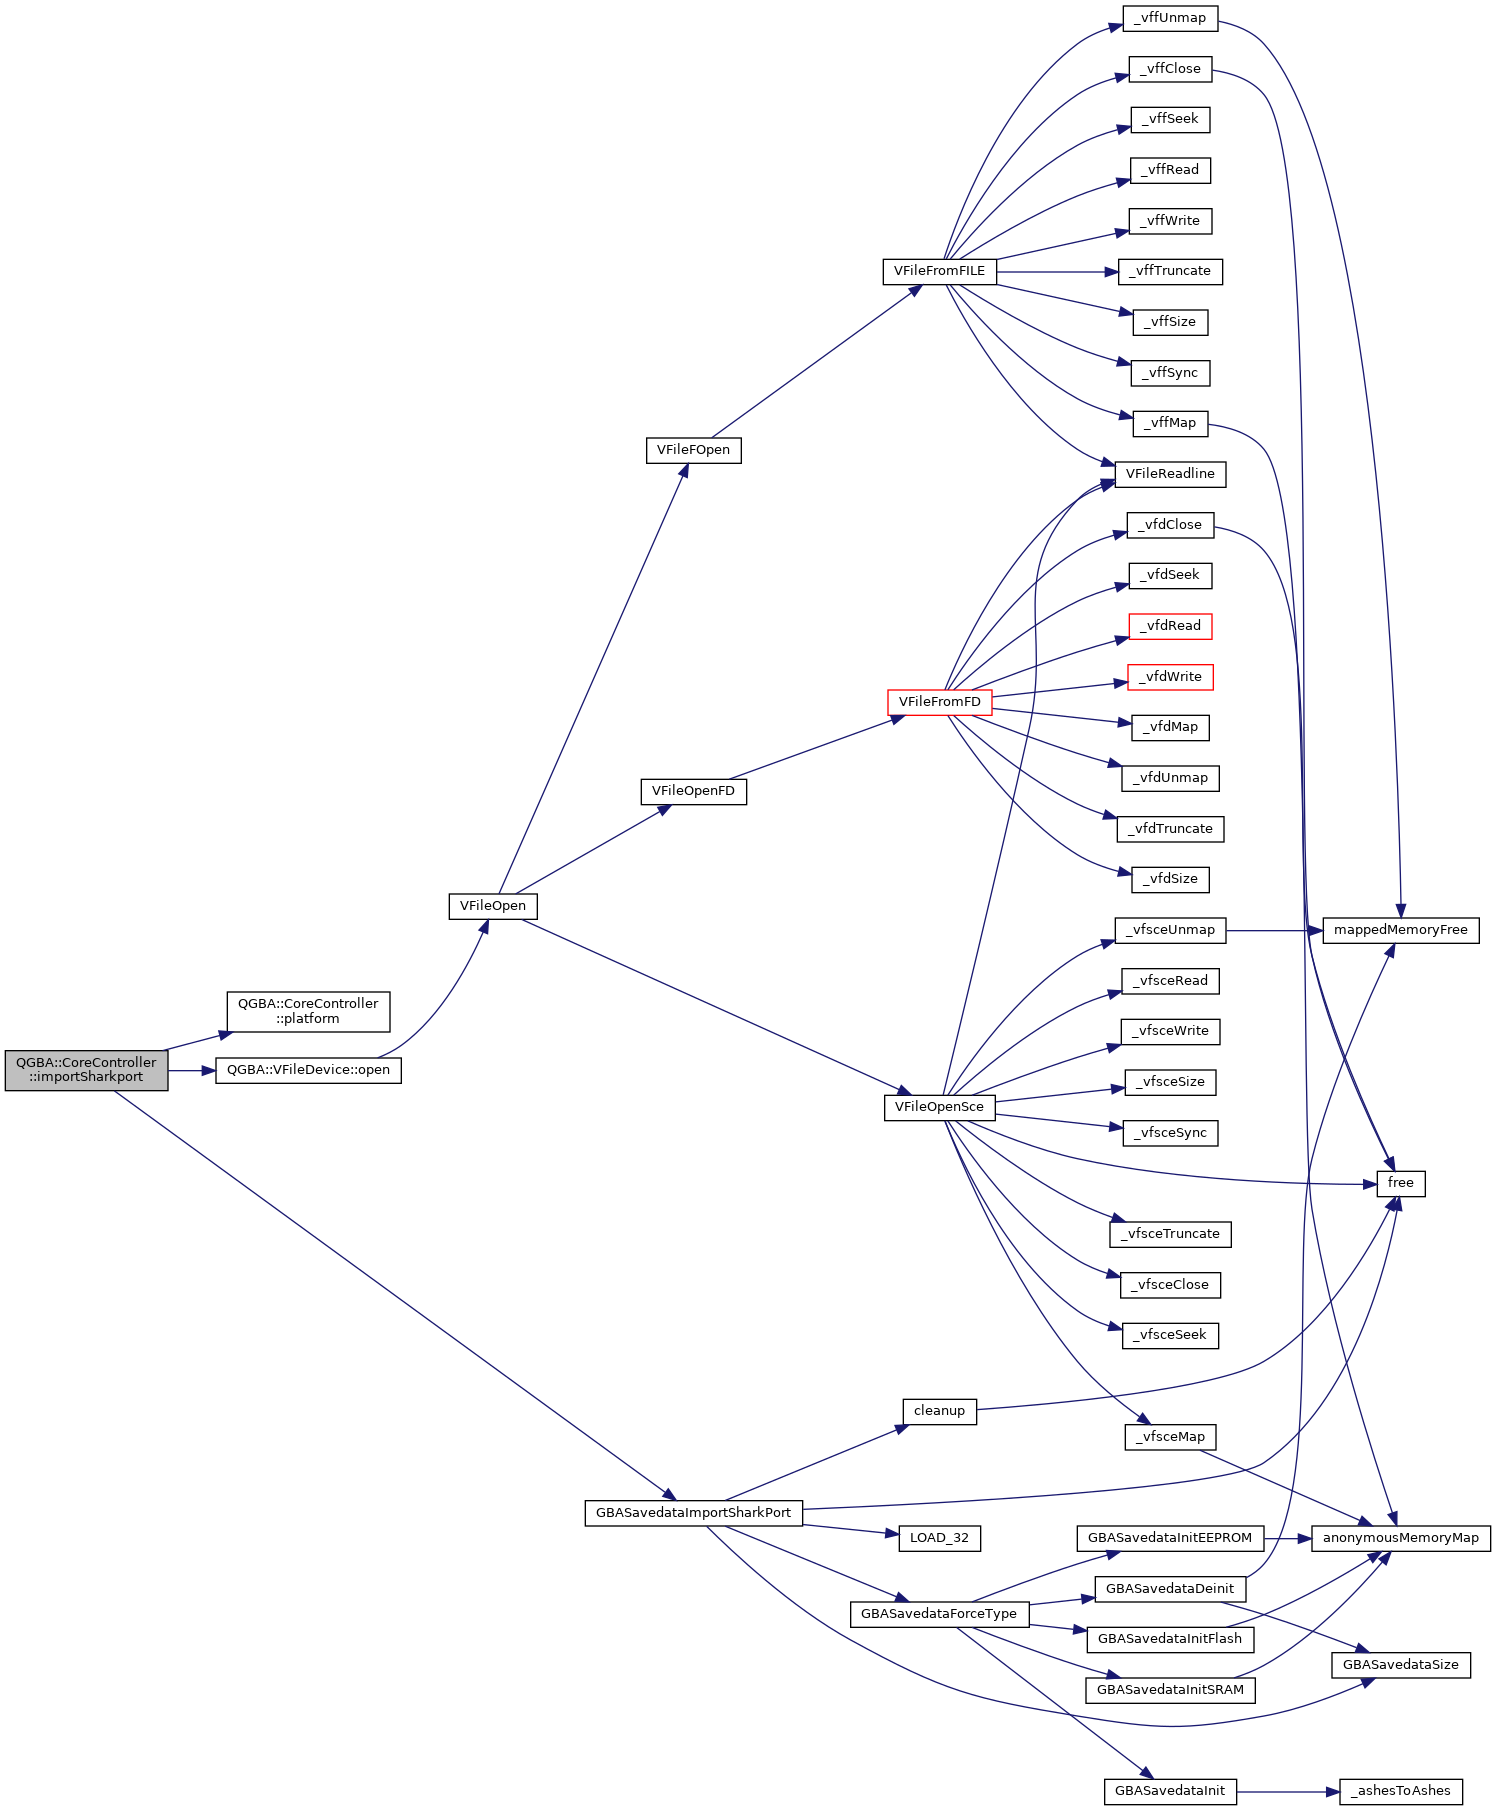 _vffUnmap
_vffClose
_vffSeek
_vffRead
_vffWrite
VFileFromFILE
_vffTruncate
_vffSize
_vffSync
_vffMap
VFileFOpen
VFileReadline
_vfdClose
_vfdSeek
_vfdRead
_vfdWrite
VFileFromFD
_vfdMap
_vfdUnmap
VFileOpenFD
_vfdTruncate
_vfdSize
VFileOpen
_vfsceUnmap
mappedMemoryFree
_vfsceRead
QGBA::CoreController
::platform
_vfsceWrite
QGBA::CoreController
::importSharkport
QGBA::VFileDevice::open
_vfsceSize
VFileOpenSce
_vfsceSync
free
_vfsceTruncate
_vfsceClose
_vfsceSeek
cleanup
_vfsceMap
GBASavedataImportSharkPort
LOAD_32
GBASavedataInitEEPROM
anonymousMemoryMap
GBASavedataDeinit
GBASavedataForceType
GBASavedataInitFlash
GBASavedataSize
GBASavedataInitSRAM
GBASavedataInit
_ashesToAshes